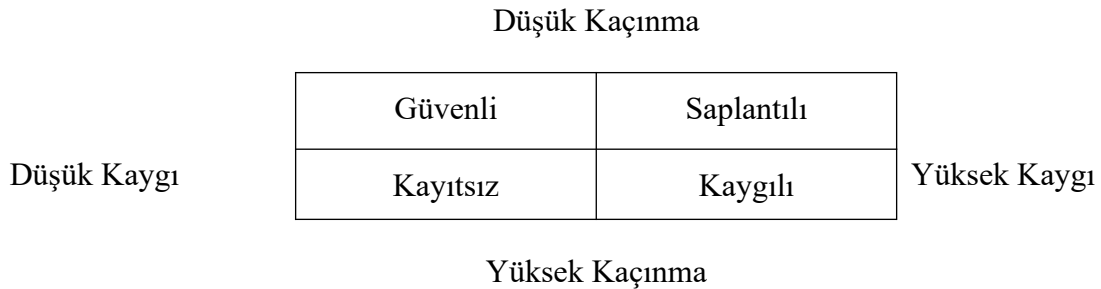 Düşük Kaçınma
Güvenli Saplantılı
Düşük Kaygı Kayıtsız Kaygılı Yüksek Kaygı
Yüksek Kaçınma